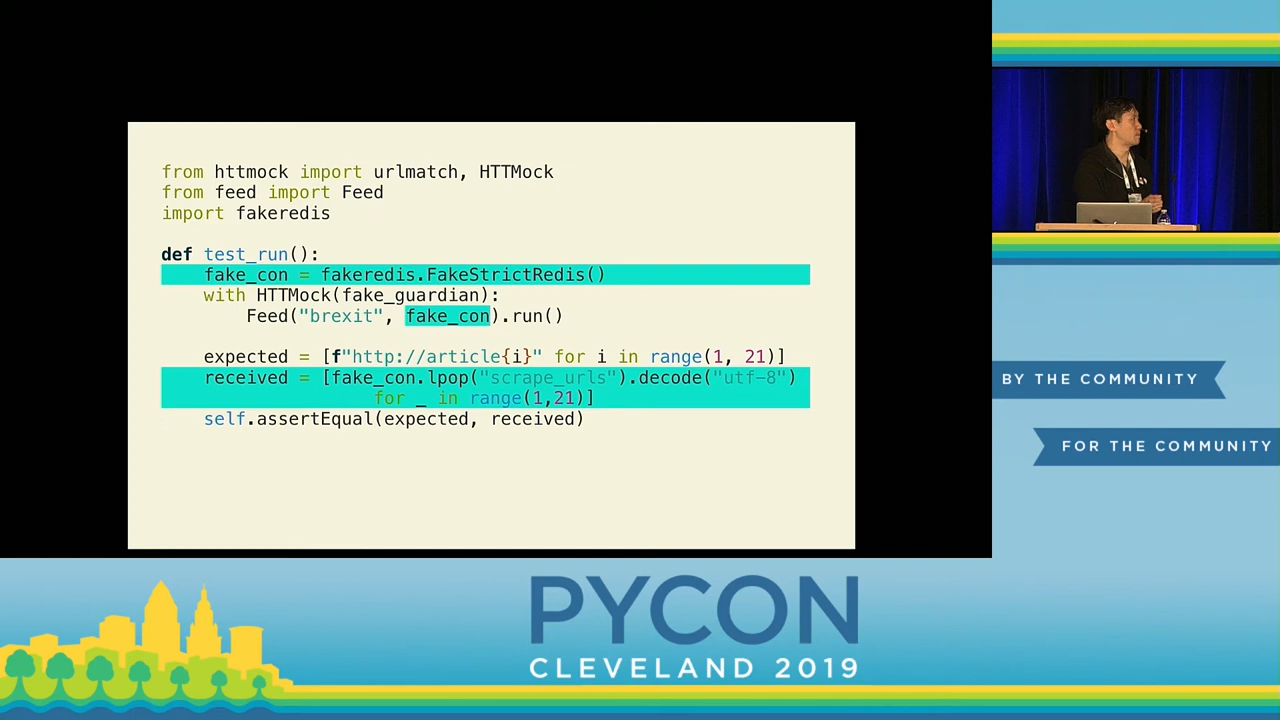 from httmock import urlmatch, HTTMock
from feed import Feed
import fakeredis
def test_run():
fake_con = fakeredis.FakeStrictRedis()
with HTTMock(fake_guardian):
Feed("brexit", fake_con).run()
expected = [f"http://article{i}" for i in range(1, 21)]
received = [fake_con.lpop("scrape_urls").decode("utf-8")
for _ in range(1,21)]
self.assertEqual(expected, received)
BY THE COMMUNITY
FOR THE COMMUNITY
PYCON
CLEVELAND 2019